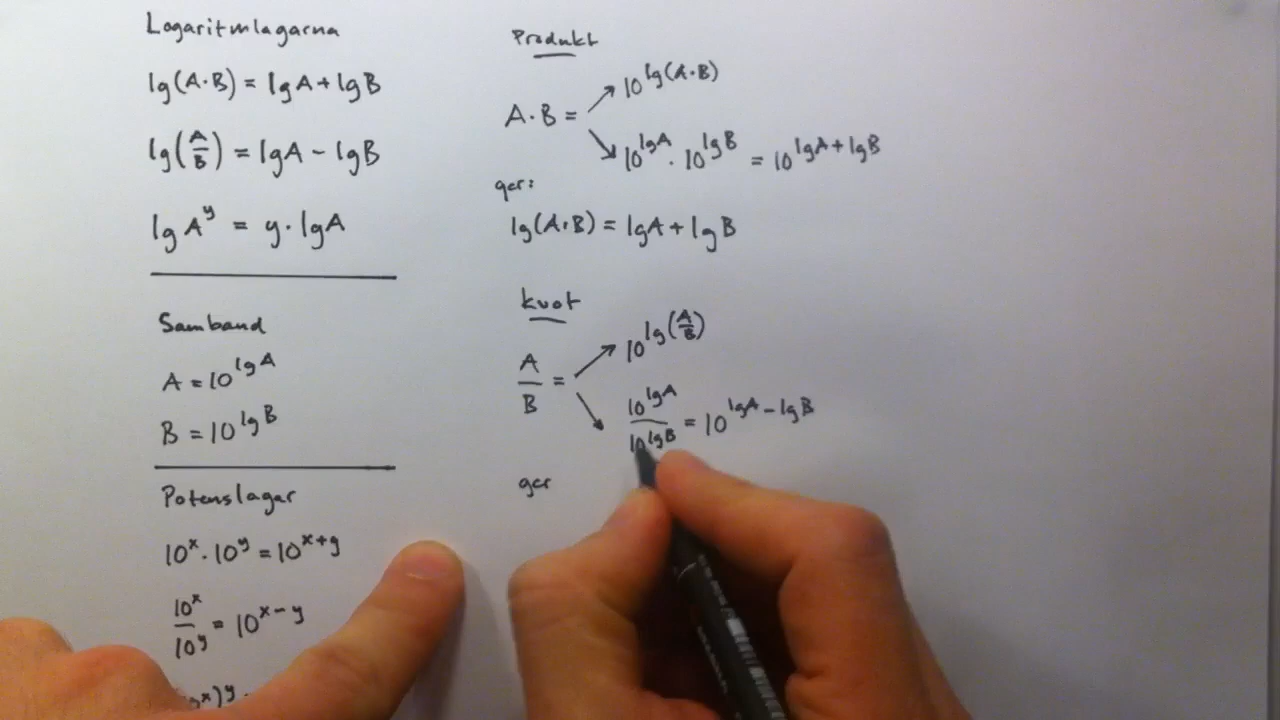 Logaritmlagarna
lg(A·B) = lgA + lgB
lg(A/B) = lgA - lgB
lg A^y = y · lgA
Samband
A = 10^lgA
B = 10^lgB
Potenslagar
10^x · 10^y = 10^(x+y)
10^x/10^y = 10^(x-y)
^x)^y
Produkt
A·B =
10^lg(A·B)
10^lgA · 10^lgB = 10^(lgA + lgB)
ger:
lg(A·B) = lgA + lgB
kvot
A/B =
10^lg(A/B)
10^lgA/10^lgB = 10^(lgA - lgB)
ger